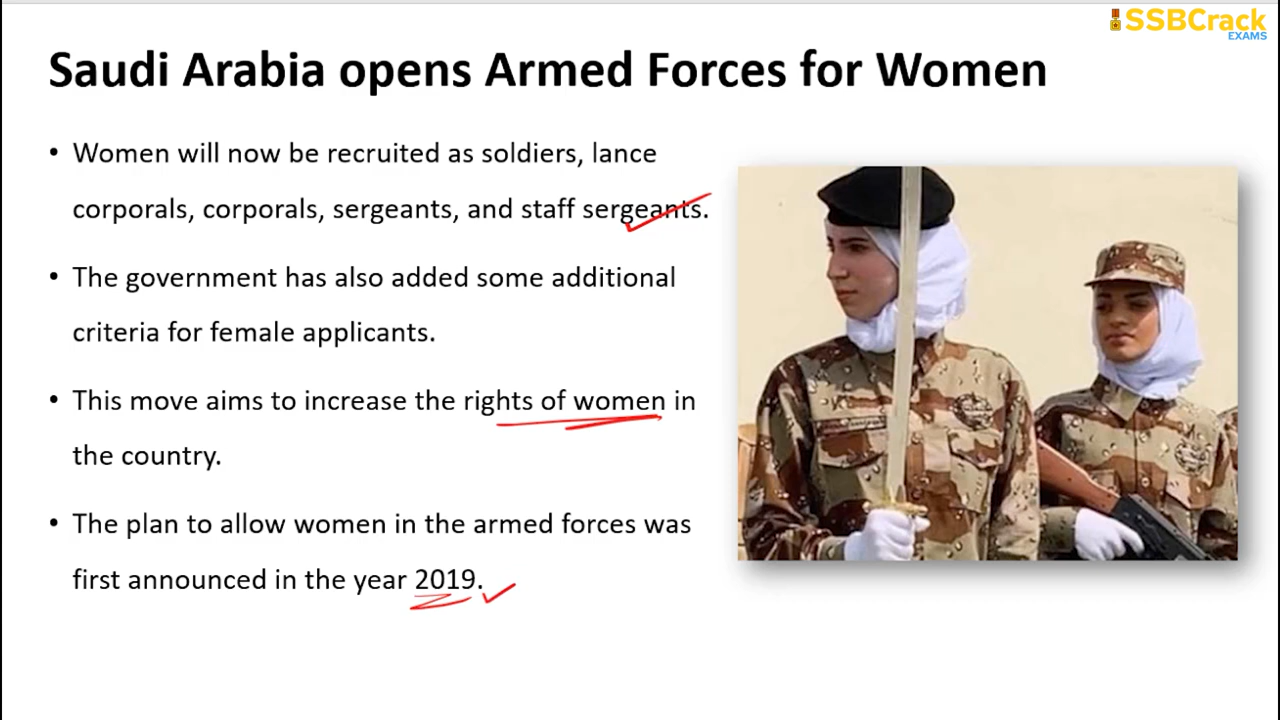 SSBCrack
EXAMS
Saudi Arabia opens Armed Forces for Women
• Women will now be recruited as soldiers, lance
corporals, corporals, sergeants, and staff sergeants.
• The government has also added some additional
criteria for female applicants.
• This move aims to increase the rights of women in
the country.
• The plan to allow women in the armed forces was
first announced in the year 2019.